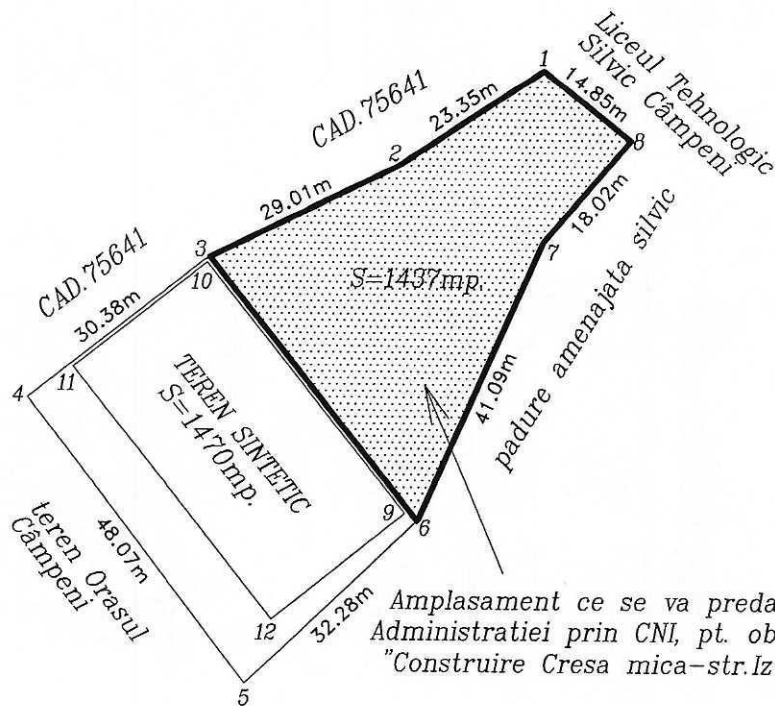 1
Liceul Tehnologic
Silvic Câmpeni
14.85m
8
CAD.75641
23.35m
2
29.01m
18.02m
7
3
10
S=1437mp.
CAD.75641
30.38m
4
11
TEREN SINTETIC
S=1470mp.
41.09m
padure amenajata silvic
9
6
teren Orasul
Câmpeni
48.07m
12
32.28m
5
Amplasament ce se va preda
Administratiei prin CNI, pt. ob
"Construire Cresa mica-str.Iz